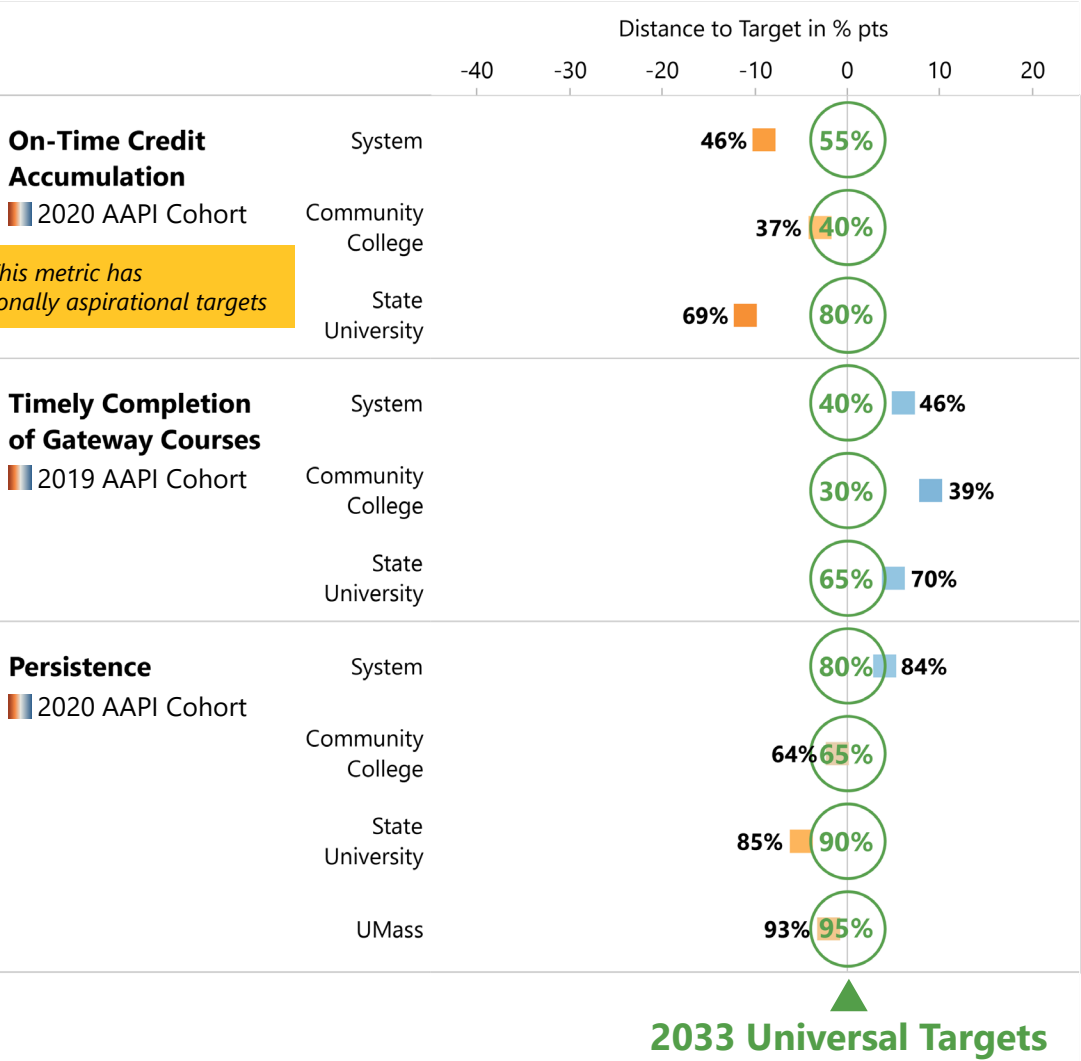 Distance to Target in % pts
-40 -30 -20 -10 0 10 20
On-Time Credit
Accumulation
2020 AAPI Cohort
his metric has
onally aspirational targets
System
46% 55%
Community
College
37% 40%
State
University
69% 80%
Timely Completion
of Gateway Courses
2019 AAPI Cohort
System
40% 46%
Community
College
30% 39%
State
University
65% 70%
Persistence
2020 AAPI Cohort
System
80% 84%
Community
College
64% 65%
State
University
85% 90%
UMass
93% 95%
2033 Universal Targets